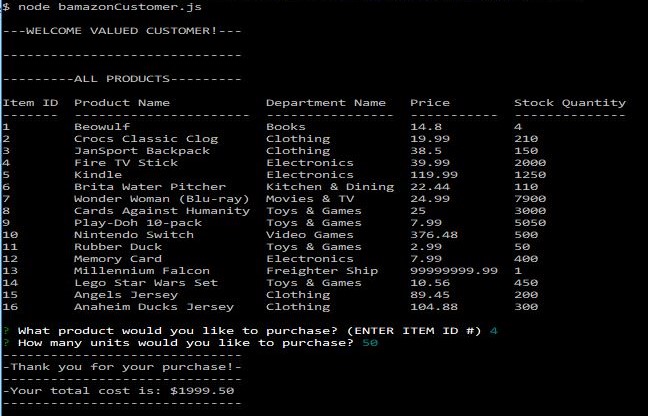 $ node bamazonCustomer.js
---WELCOME VALUED CUSTOMER!---
------------------------------
---------ALL PRODUCTS---------
Item ID  Product Name            Department Name   Price         Stock Quantity
-------  ----------------------  ----------------  -----------  --------------
1        Beowulf                 Books             14.8         4
2        Crocs Classic Clog      Clothing          19.99        210
3        JanSport Backpack       Clothing          38.5         150
4        Fire TV Stick           Electronics       39.99        2000
5        Kindle                  Electronics       119.99       1250
6        Brita Water Pitcher     Kitchen & Dining  22.44        110
7        Wonder Woman (Blu-ray)  Movies & TV       24.99        7900
8        Cards Against Humanity  Toys & Games      25           3000
9        Play-Doh 10-pack        Toys & Games      7.99         5050
10       Nintendo Switch         Video Games       376.48       500
11       Rubber Duck             Toys & Games      2.99         50
12       Memory Card             Electronics       7.99         400
13       Millennium Falcon       Freighter Ship    99999999.99  1
14       Lego Star Wars Set      Toys & Games      10.56        450
15       Angels Jersey           Clothing          89.45        200
16       Anaheim Ducks Jersey    Clothing          104.88       300
? What product would you like to purchase? (ENTER ITEM ID #) 4
? How many units would you like to purchase? 50
------------------------------
-Thank you for your purchase!-
------------------------------
-Your total cost is: $1999.50
------------------------------